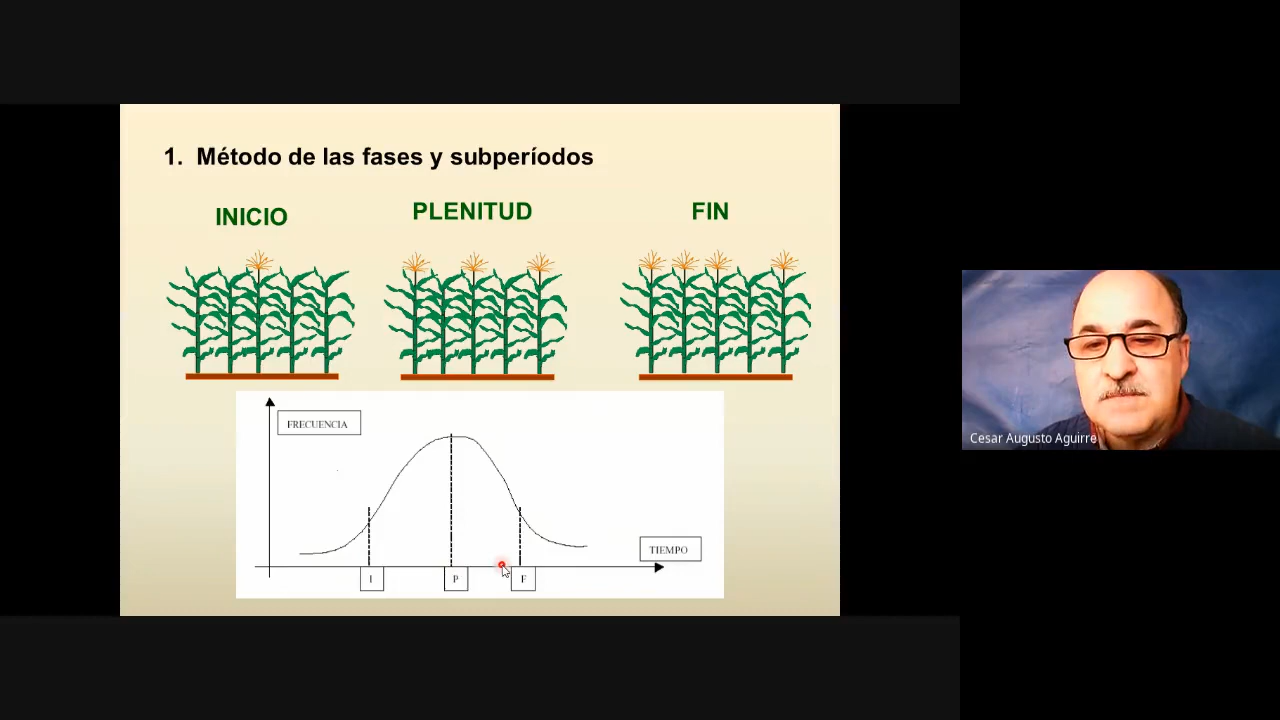 1. Método de las fases y subperíodos
INICIO
PLENITUD
FIN
FRECUENCIA
TIEMPO
I
P
F
Cesar Augusto Aguirre